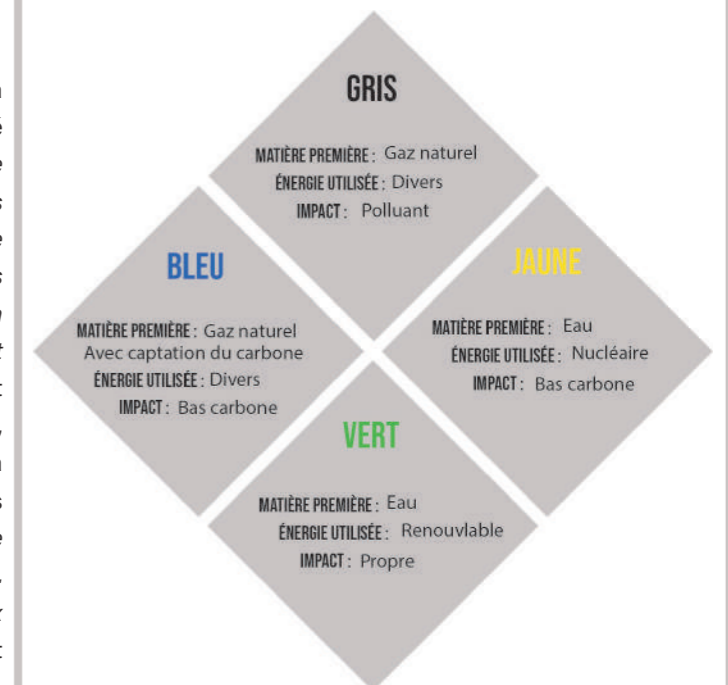 GRIS
MATIÈRE PREMIÈRE : Gaz naturel
ÉNERGIE UTILISÉE : Divers
IMPACT : Polluant
BLEU
MATIÈRE PREMIÈRE : Gaz naturel
Avec captation du carbone
ÉNERGIE UTILISÉE : Divers
IMPACT : Bas carbone
JAUNE
MATIÈRE PREMIÈRE : Eau
ÉNERGIE UTILISÉE : Nucléaire
IMPACT : Bas carbone
VERT
MATIÈRE PREMIÈRE : Eau
ÉNERGIE UTILISÉE : Renouvlable
IMPACT : Propre